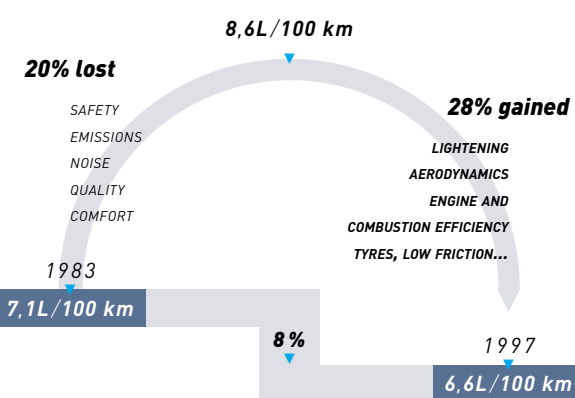 8,6L/100 km
20% lost
SAFETY
EMISSIONS
NOISE
QUALITY
COMFORT
28% gained
LIGHTENING
AERODYNAMICS
ENGINE AND
COMBUSTION EFFICIENCY
TYRES, LOW FRICTION...
1983
7,1L/100 km
8%
1997
6,6L/100 km